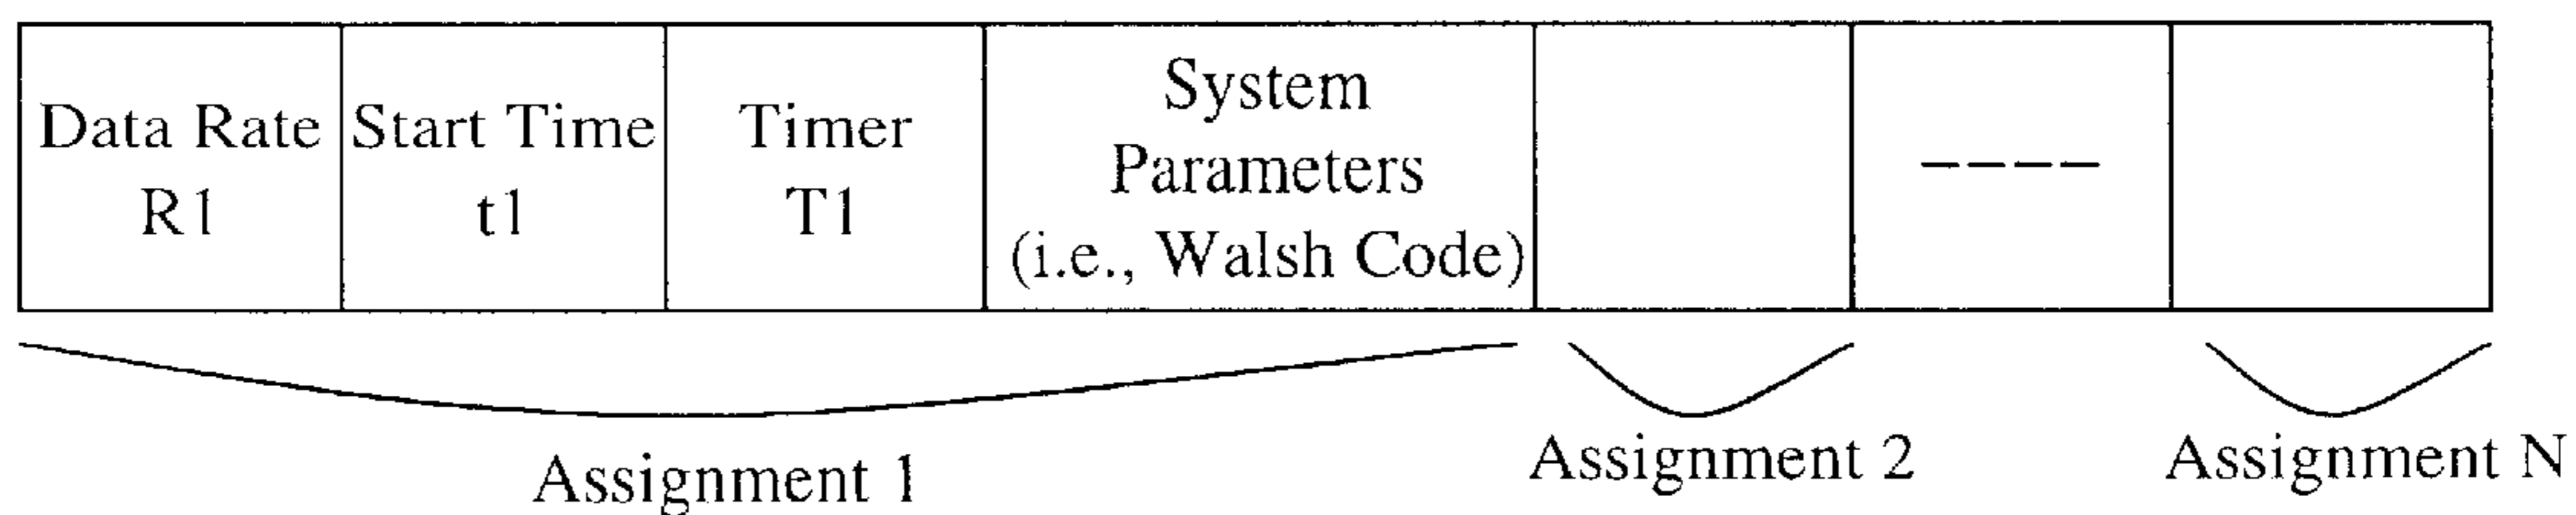 Data Rate
R1
Start Time
t1
Timer
T1
System
Parameters
(i.e., Walsh Code)
----
Assignment 1
Assignment 2
Assignment N